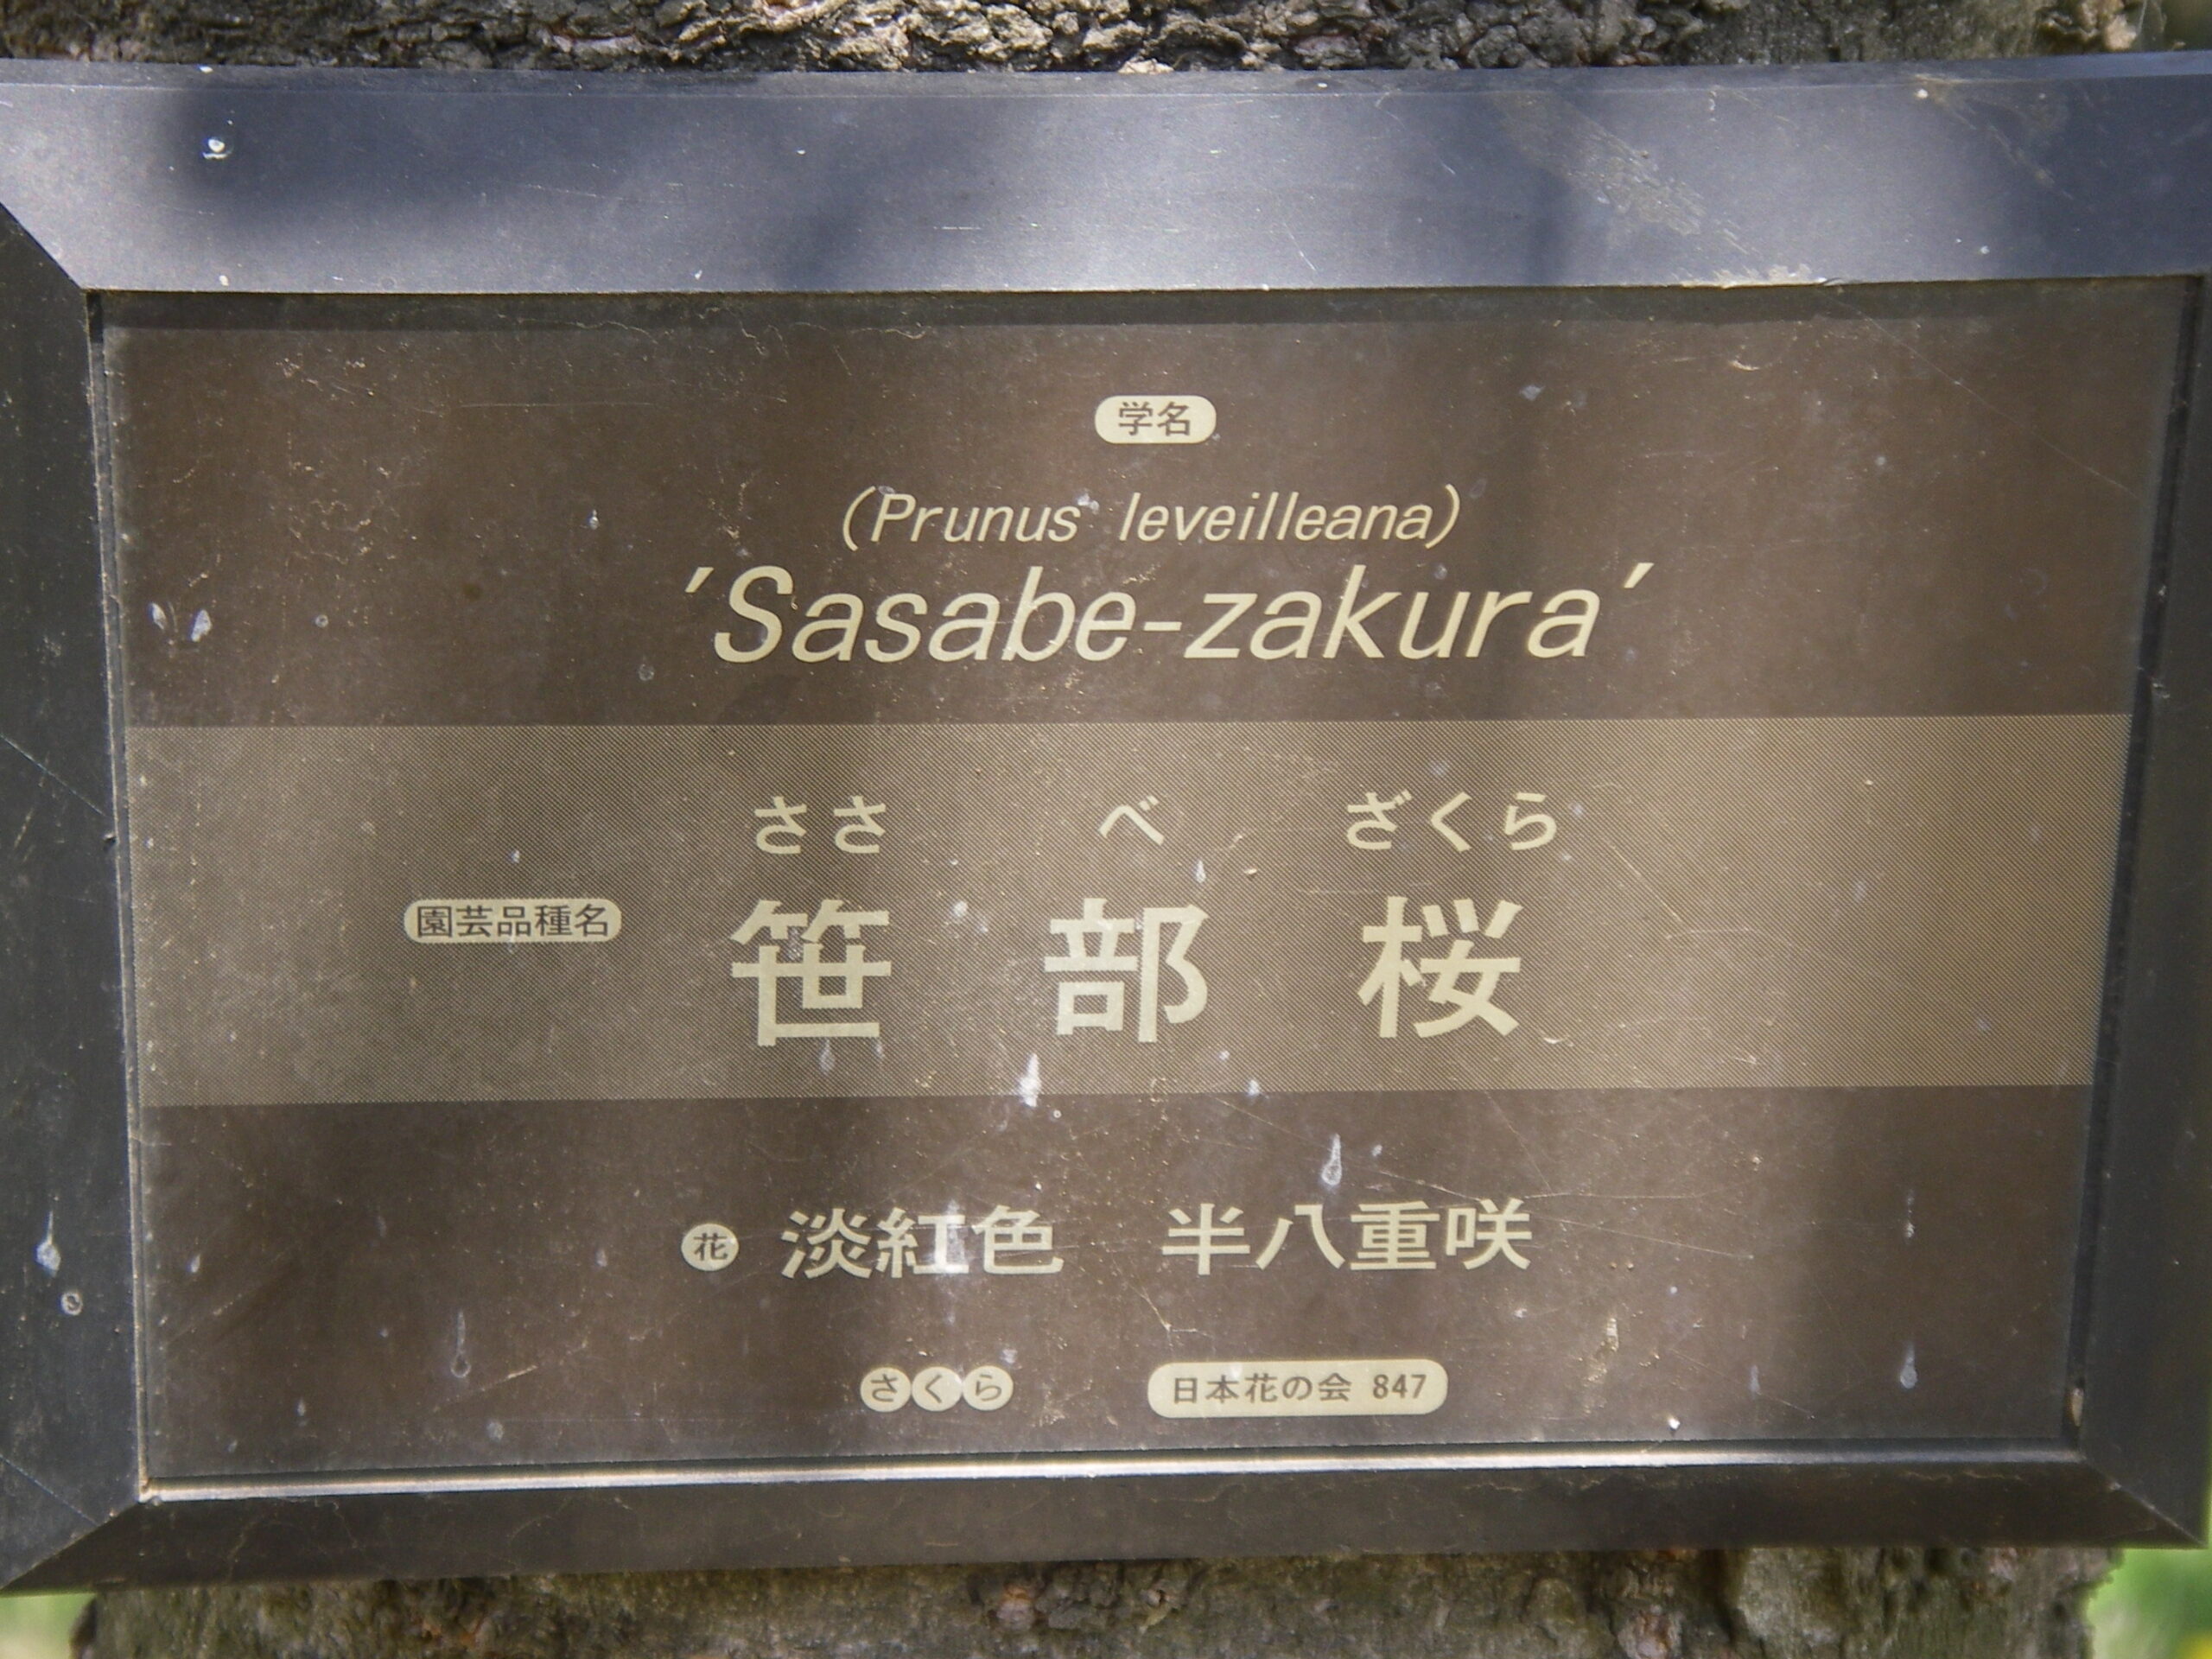 学名
(Prunus leveilleana)
'Sasabe-zakura'
ささ べ ざくら
園芸品種名 笹部桜
花 淡紅色 半八重咲
さくら 日本花の会 847